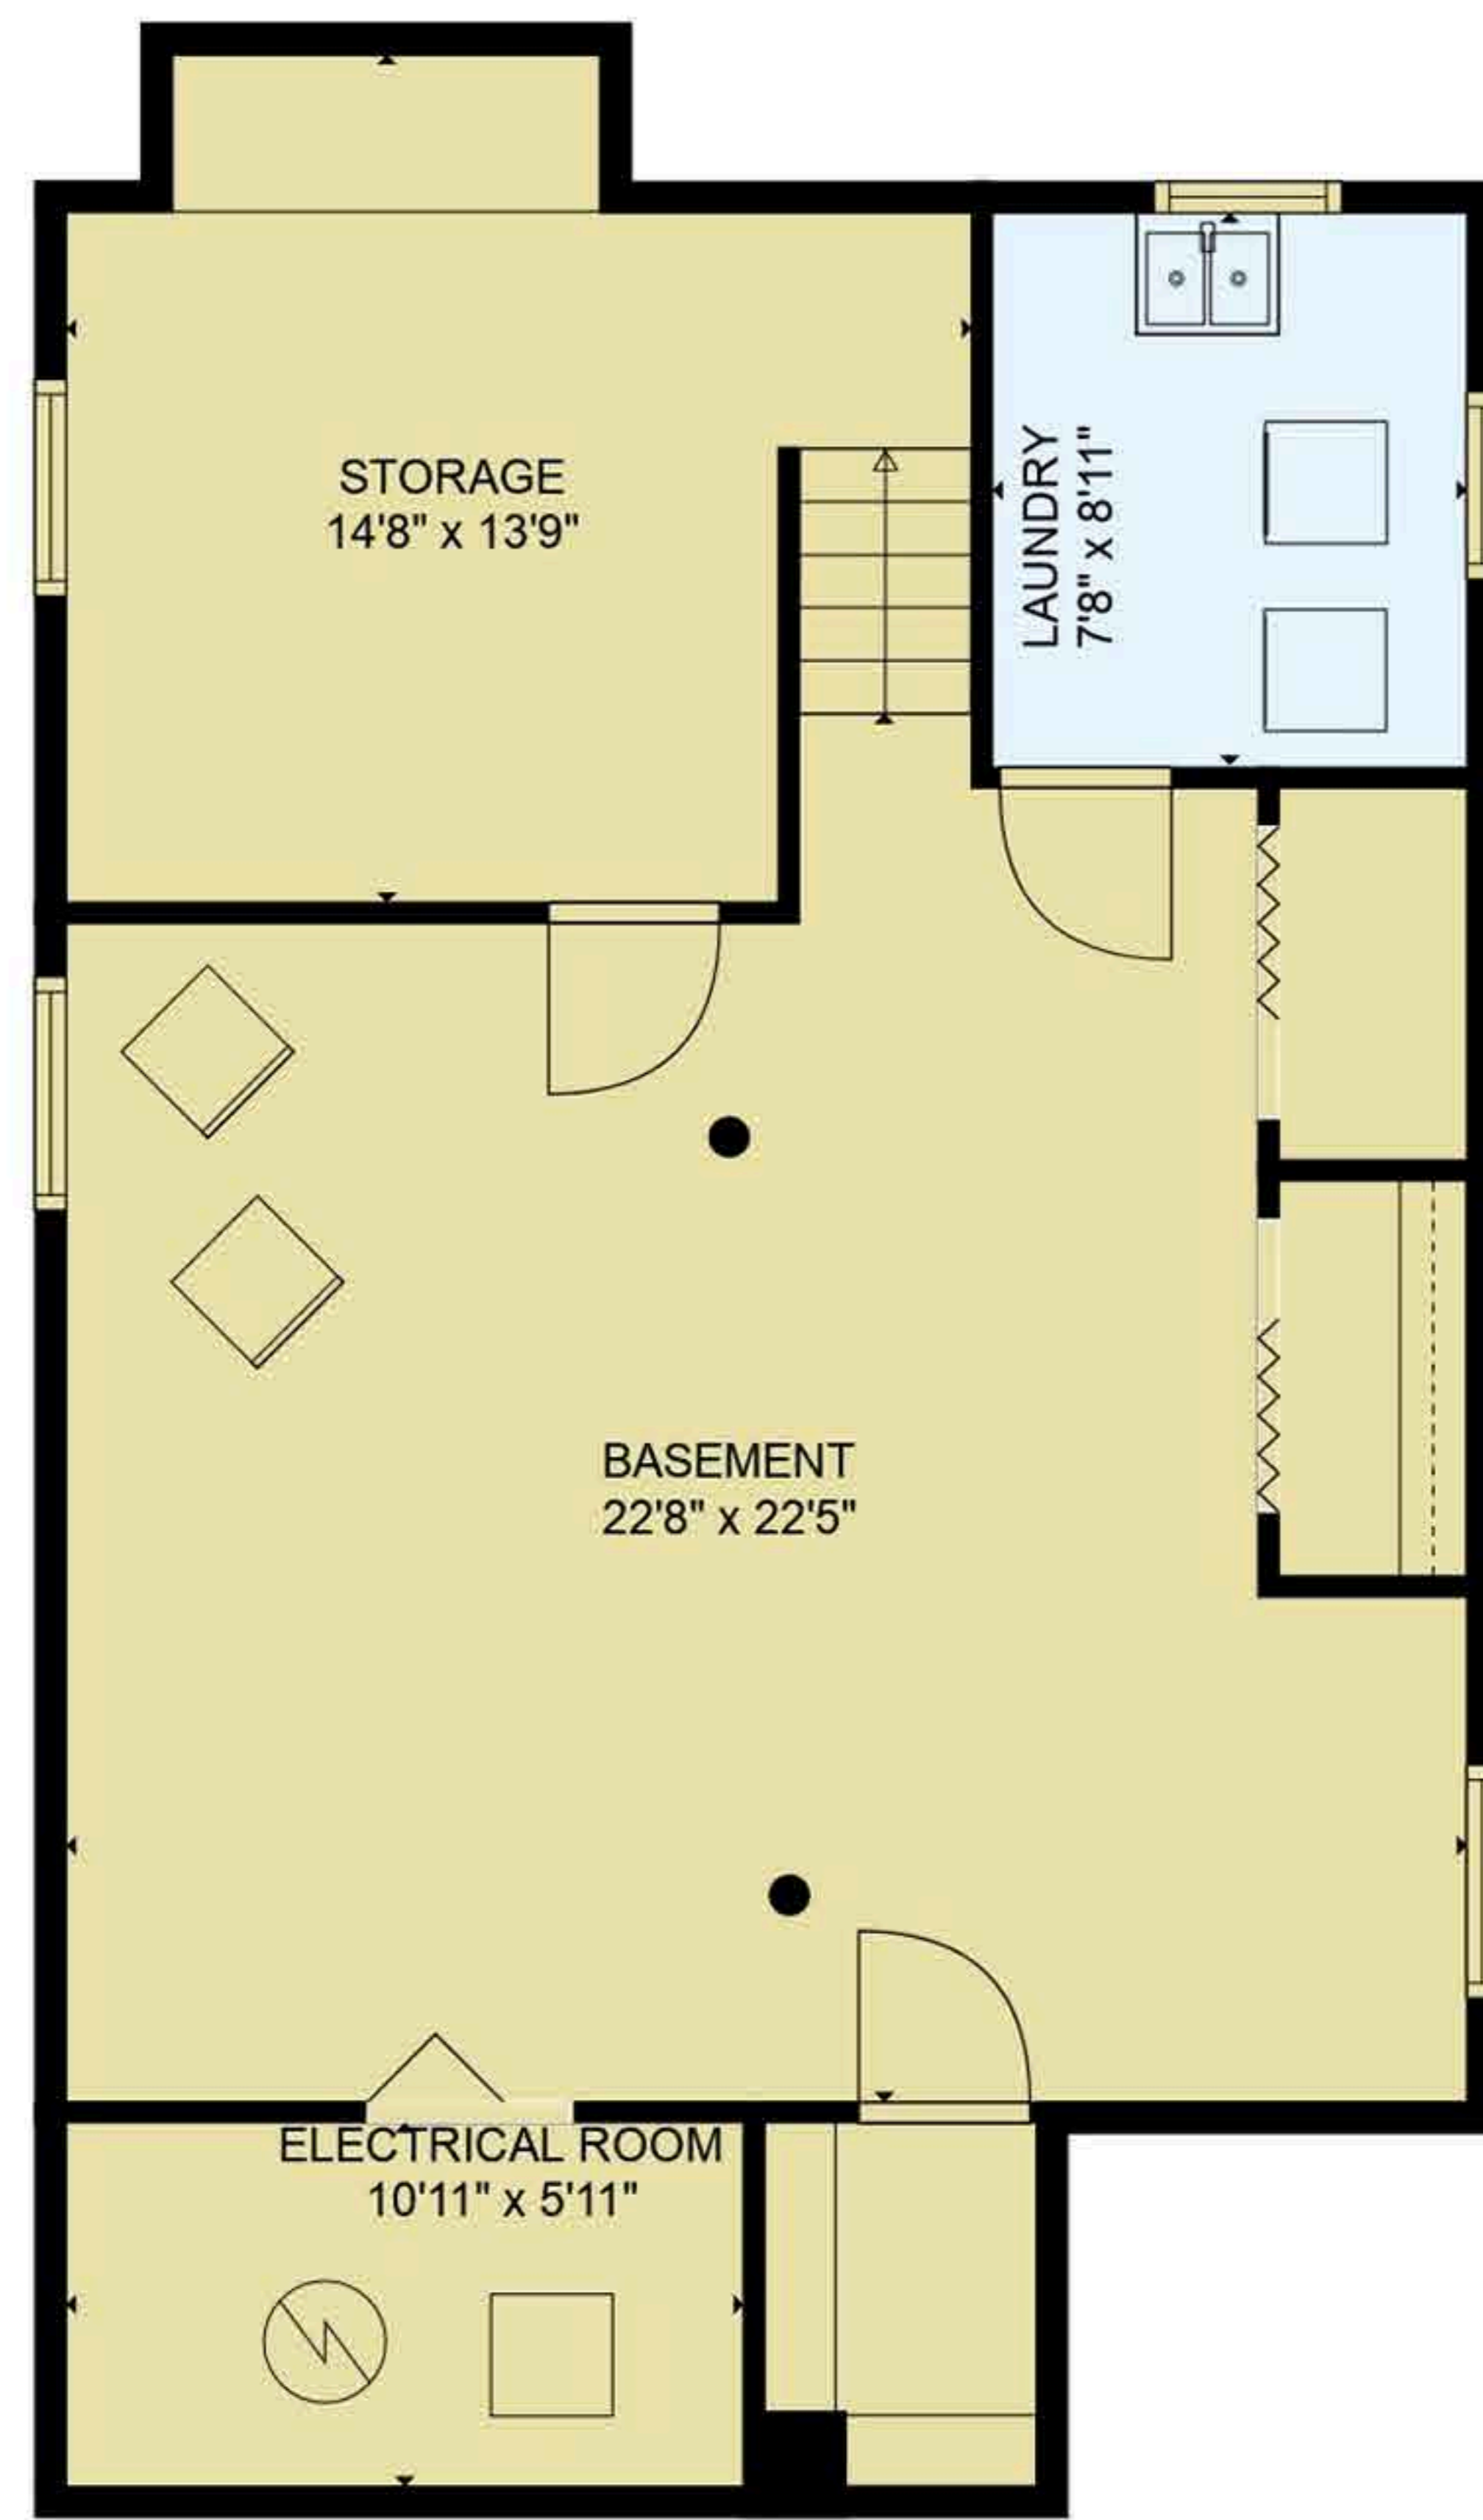 STORAGE
14'8" x 13'9"
LAUNDRY
7'8" x 8'11"
BASEMENT
22'8" x 22'5"
ELECTRICAL ROOM
10'11" x 5'11"